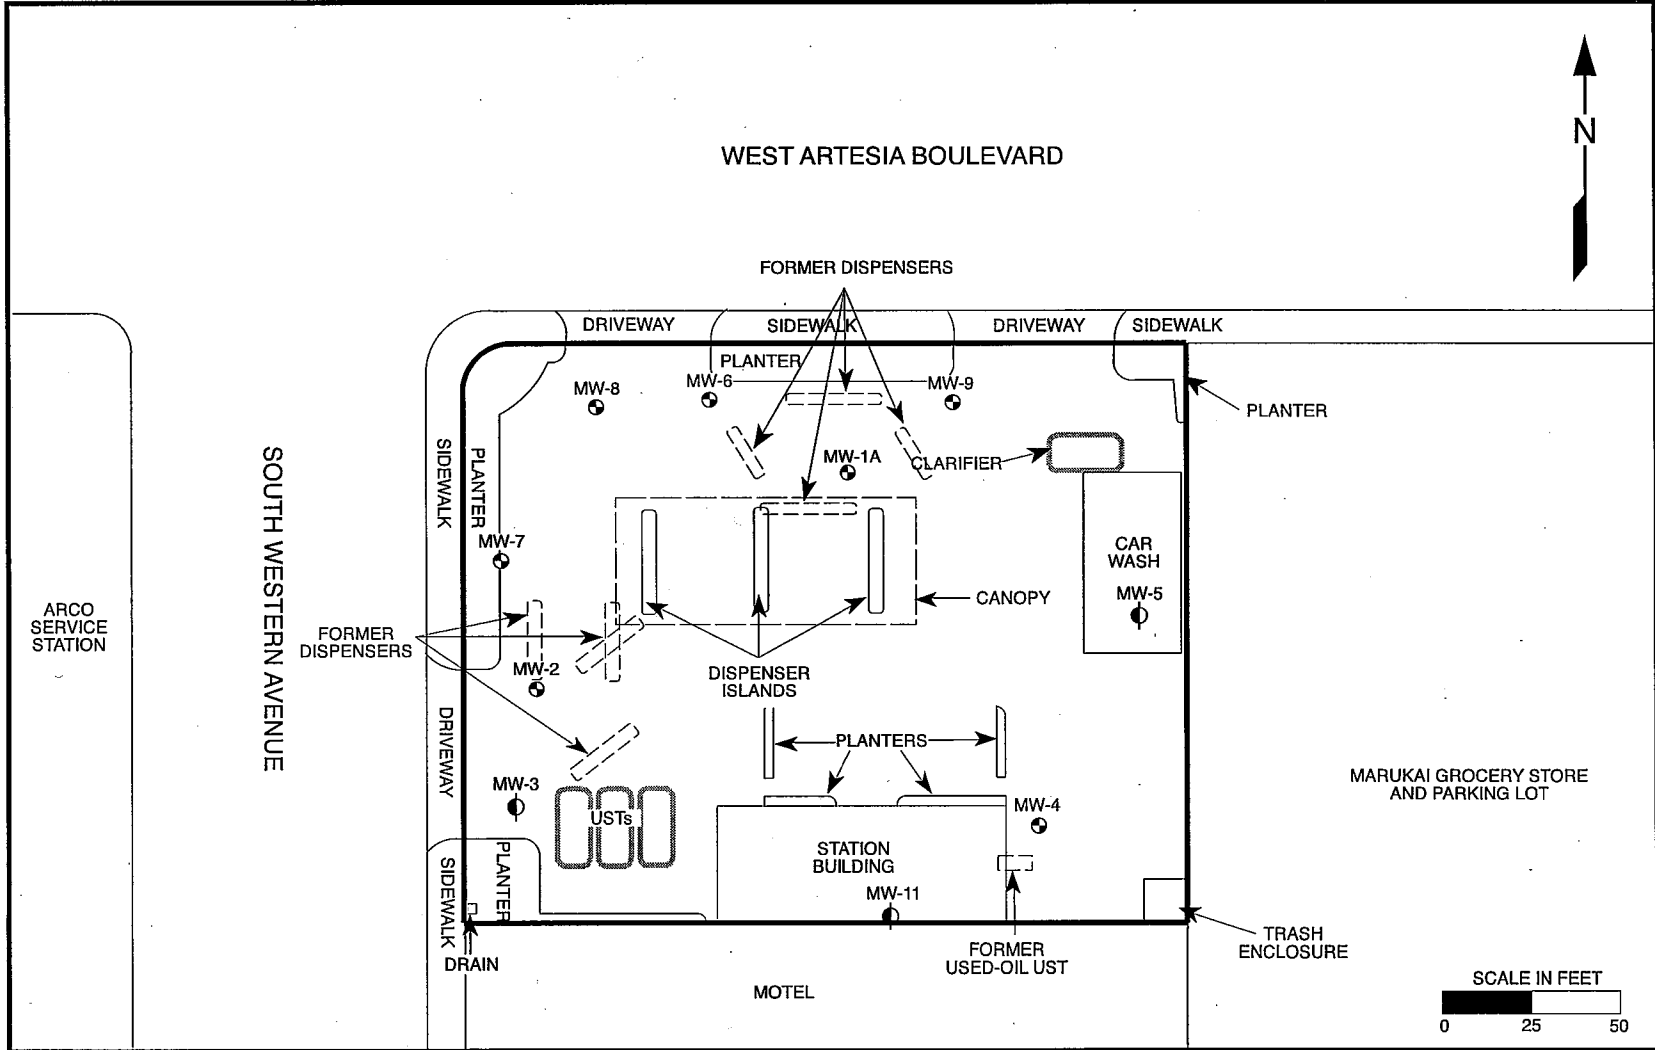 N
WEST ARTESIA BOULEVARD
FORMER DISPENSERS
DRIVEWAY
SIDEWALK
DRIVEWAY
SIDEWALK
PLANTER
MW-8
MW-6
MW-9
PLANTER
MW-1A
CLARIFIER
SIDEWALK
PLANTER
SOUTH WESTERN AVENUE
MW-7
CAR
WASH
MW-5
CANOPY
ARCO
SERVICE
STATION
FORMER
DISPENSERS
MW-2
DISPENSER
ISLANDS
DRIVEWAY
PLANTERS
MW-3
USTs
MW-4
MARUKAI GROCERY STORE
AND PARKING LOT
STATION
BUILDING
SIDEWALK
PLANTER
MW-11
DRAIN
FORMER
USED-OIL UST
TRASH
ENCLOSURE
MOTEL
SCALE IN FEET
0 25 50